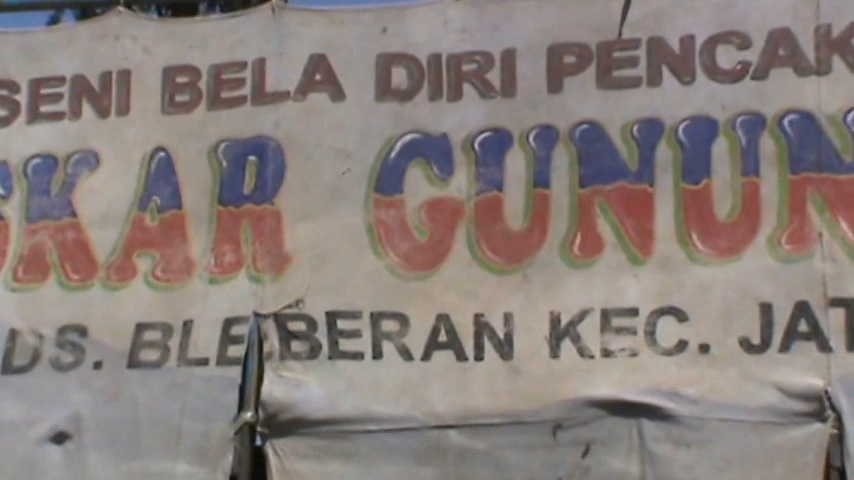 SENI BELA DIRI PENCAK
SKAR GUNUN
DS. BLEBERAN KEC. JAT